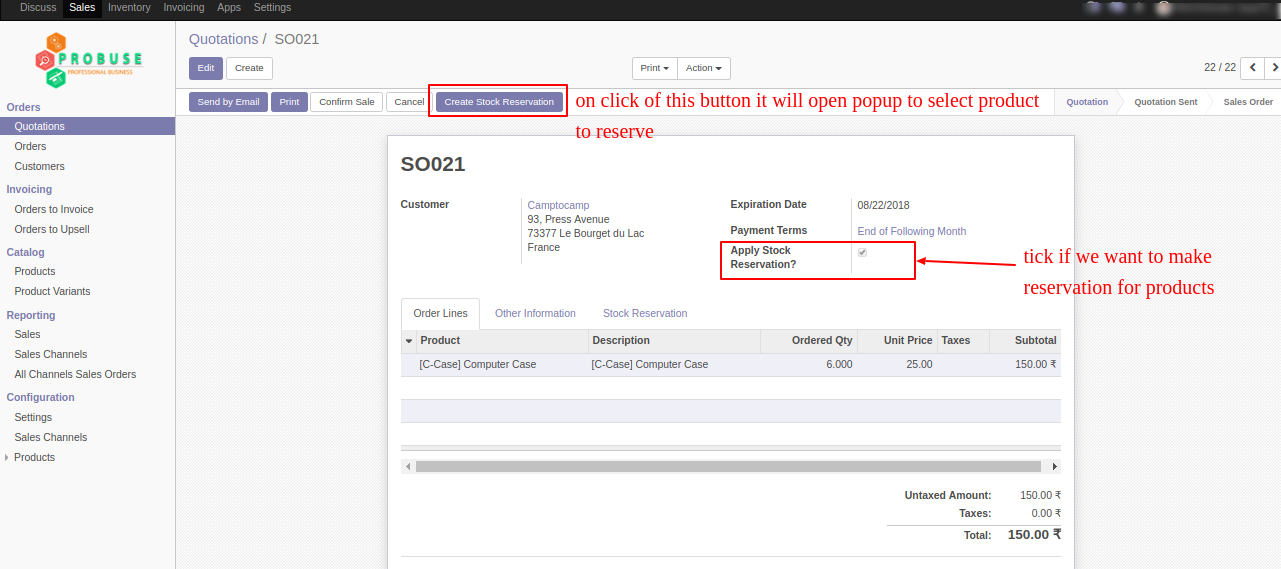 Discuss Sales Inventory Invoicing Apps Settings
PROBUSE
PROFESSIONAL BUSINESS
Quotations / SO021
Edit Create
Print Action
22 / 22
Send by Email Print Confirm Sale Cancel Create Stock Reservation
Quotation Quotation Sent Sales Order
on click of this button it will open popup to select product
to reserve
Orders
Quotations
Orders
Customers
Invoicing
Orders to Invoice
Orders to Upsell
Catalog
Products
Product Variants
Reporting
Sales
Sales Channels
All Channels Sales Orders
Configuration
Settings
Sales Channels
Products
SO021
Customer
Camptocamp
93, Press Avenue
73377 Le Bourget du Lac
France
Expiration Date 08/22/2018
Payment Terms End of Following Month
Apply Stock
Reservation?
tick if we want to make
reservation for products
Order Lines Other Information Stock Reservation
Product Description Ordered Qty Unit Price Taxes Subtotal
[C-Case] Computer Case [C-Case] Computer Case 6.000 25.00 150.00 ₹
Untaxed Amount: 150.00 ₹
Taxes: 0.00 ₹
Total: 150.00 ₹